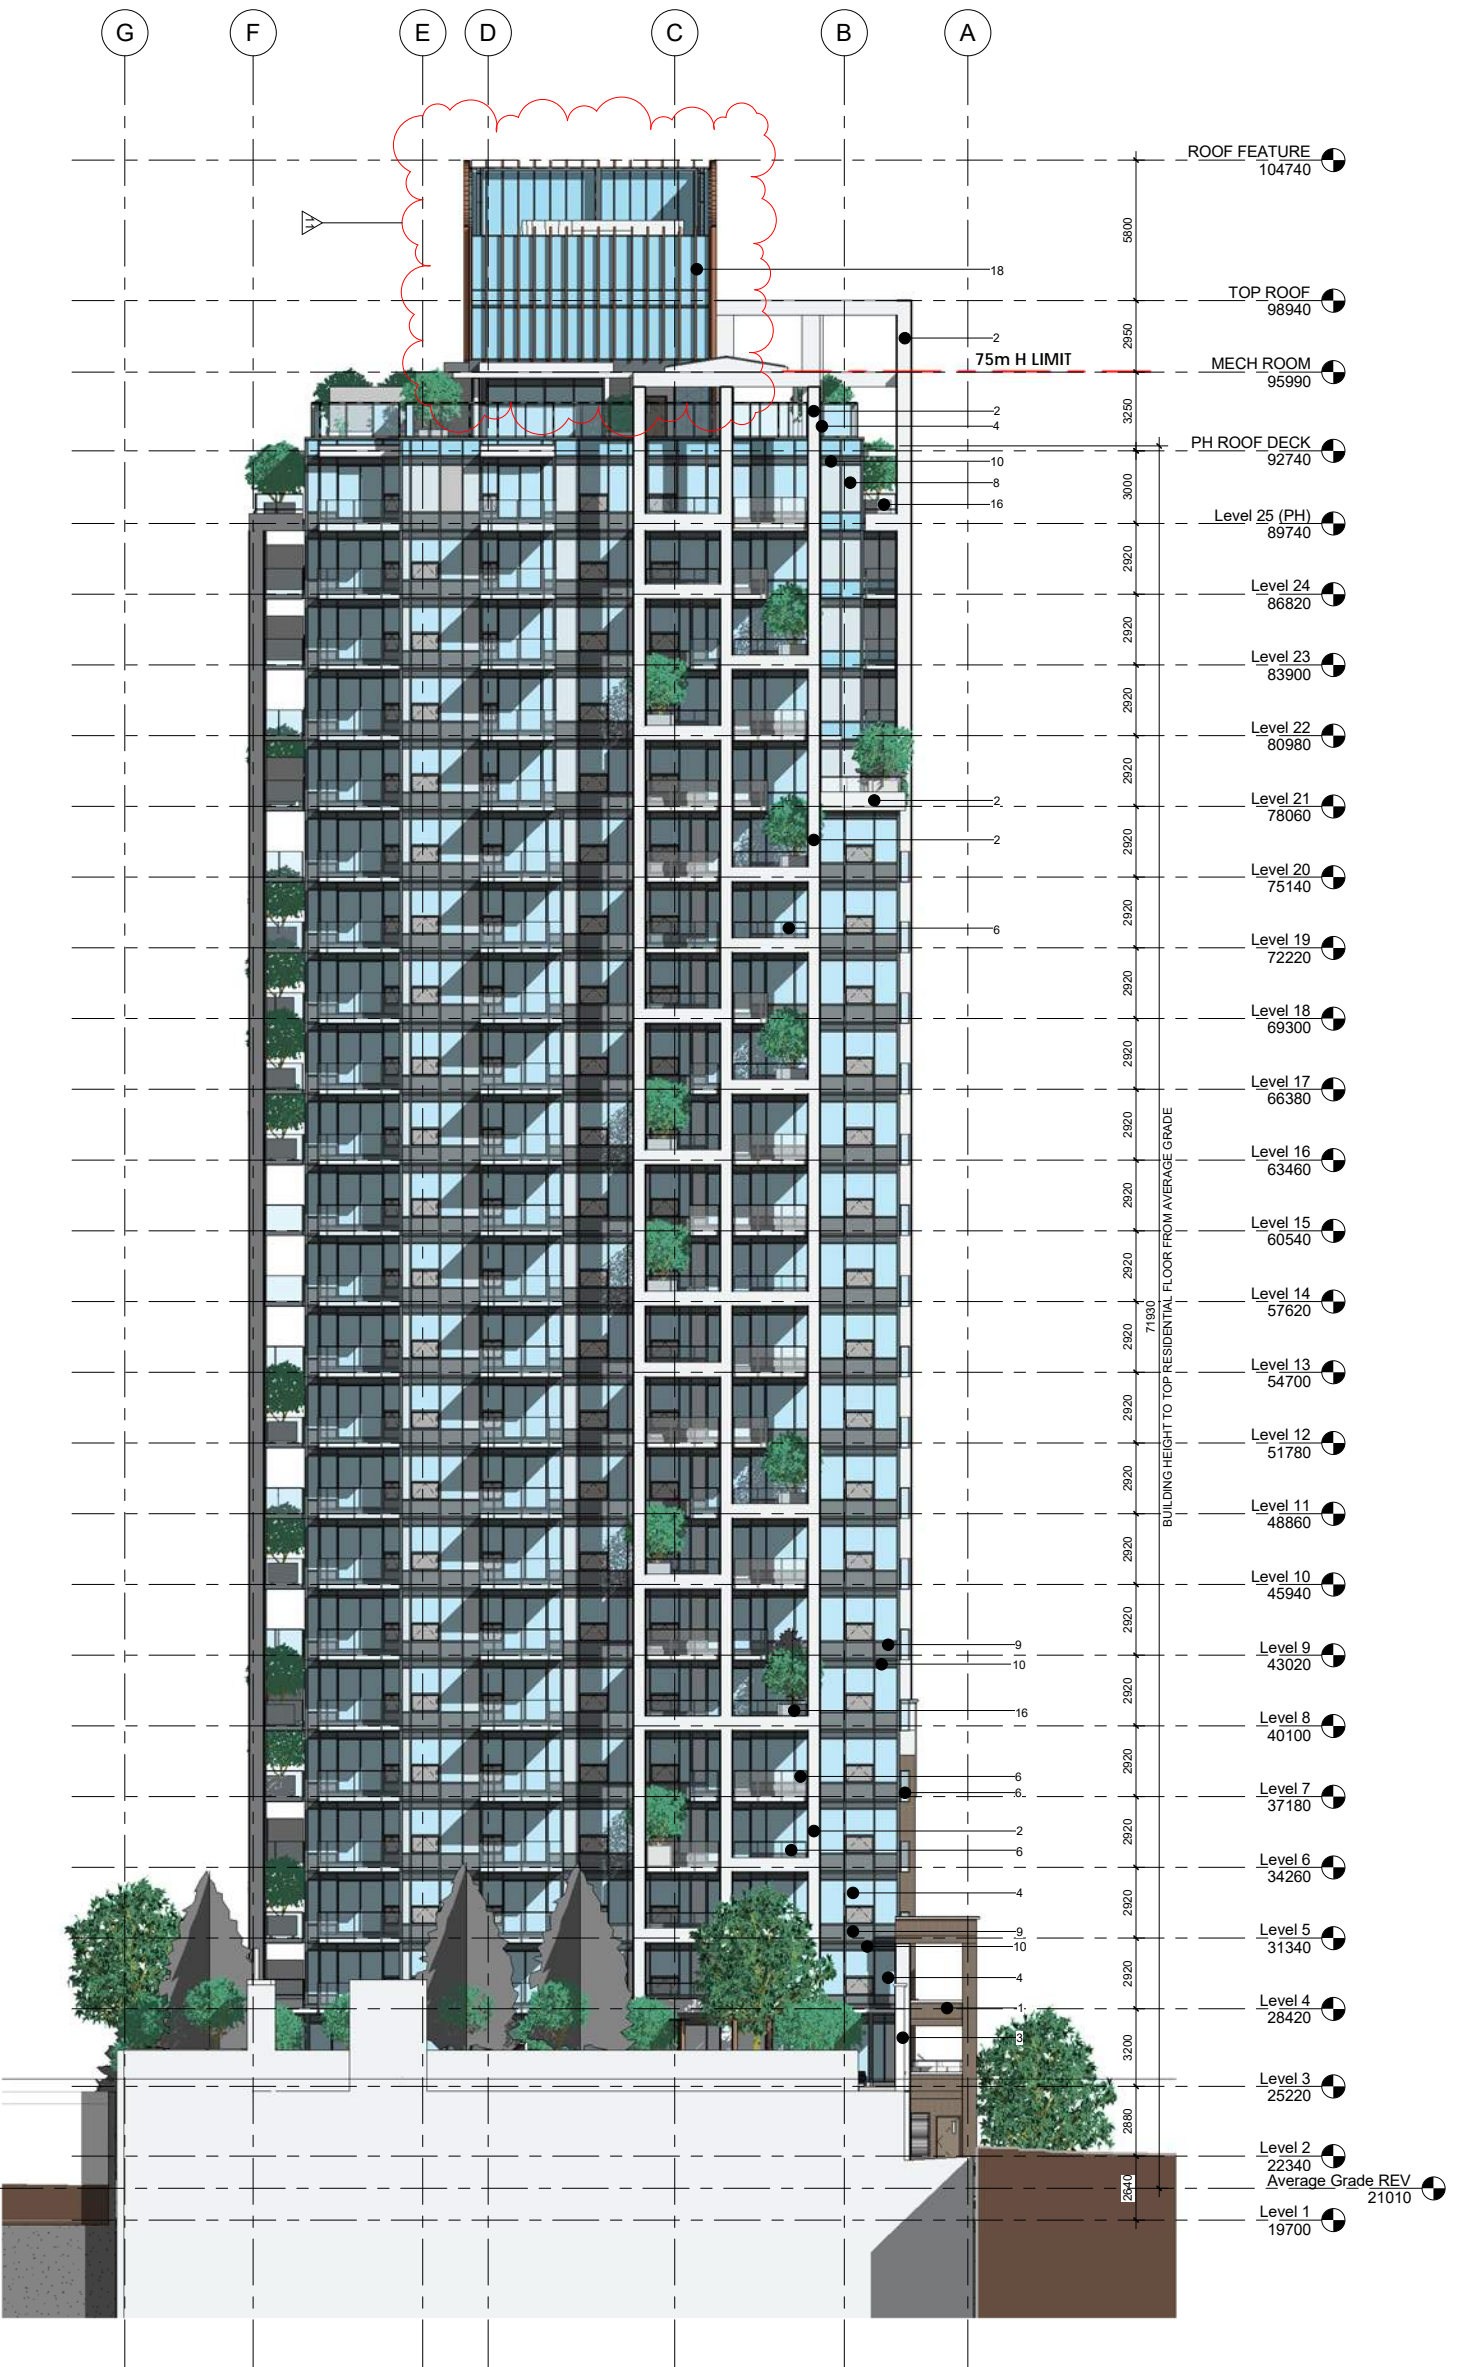 G F E D C B A
ROOF FEATURE
104740
5800
18
TOP ROOF
98940
2950
2
75m H LIMIT
MECH ROOM
95990
3250
2
4
PH ROOF DECK
92740
10
8
3000
16
Level 25 (PH)
89740
2920
Level 24
86820
2920
Level 23
83900
2920
Level 22
80980
2920
2
Level 21
78060
2920
2
Level 20
75140
2920
6
Level 19
72220
2920
Level 18
69300
2920
Level 17
66380
2920
Level 16
63460
2920
Level 15
60540
2920
Level 14
57620
2920
71930
BUILDING HEIGHT TO TOP RESIDENTIAL FLOOR FROM AVERAGE GRADE
Level 13
54700
2920
Level 12
51780
2920
Level 11
48860
2920
Level 10
45940
2920
9
Level 9
43020
10
2920
16
Level 8
40100
2920
6
6
Level 7
37180
2920
2
6
Level 6
34260
2920
4
9
Level 5
31340
10
2920
4
1
Level 4
28420
3
3200
Level 3
25220
2880
Level 2
22340
Average Grade REV
21010
2640
Level 1
19700